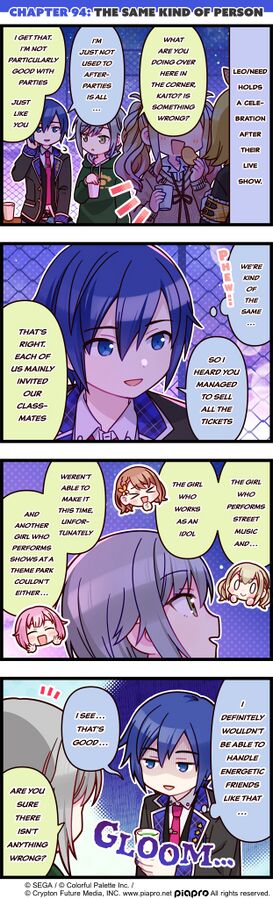 CHAPTER 94: THE SAME KIND OF PERSON
LEO/NEED
HOLDS
A CELE-
BRATION
AFTER
THEIR
LIVE
SHOW.
WHAT
ARE YOU
DOING OVER
HERE IN
THE CORNER,
KAITO? IS
SOMETHING
WRONG?
I'M
JUST NOT
USED TO
AFTER-
PARTIES
IS ALL...
I GET THAT.
I'M NOT
PARTICULARLY
GOOD WITH
PARTIES
JUST
LIKE
YOU
WE'RE
KIND OF
THE
SAME...
PHEW...
SO I
HEARD YOU
MANAGED
TO SELL
ALL THE
TICKETS
THAT'S
RIGHT. EACH
OF US MAINLY
INVITED
OUR
CLASS-
MATES
THE GIRL
WHO
PERFORMS
STREET
MUSIC
AND...
THE GIRL
WHO
WORKS
AS AN
IDOL
WEREN'T
ABLE TO
MAKE IT
THIS TIME,
UNFOR-
TUNATELY
AND
ANOTHER
GIRL WHO
PERFORMS
SHOWS AT A
THEME PARK
COULDN'T
EITHER...
I
DEFINITELY
WOULDN'T
BE ABLE TO
HANDLE
ENERGETIC
FRIENDS
LIKE
THAT...
I SEE...
THAT'S
GOOD...
GLOOM...
ARE YOU
SURE
THERE
ISN'T
ANYTHING
WRONG?
© SEGA / © Colorful Palette Inc. /
© Crypton Future Media, INC. www.piapro.net piapro All rights reserved.